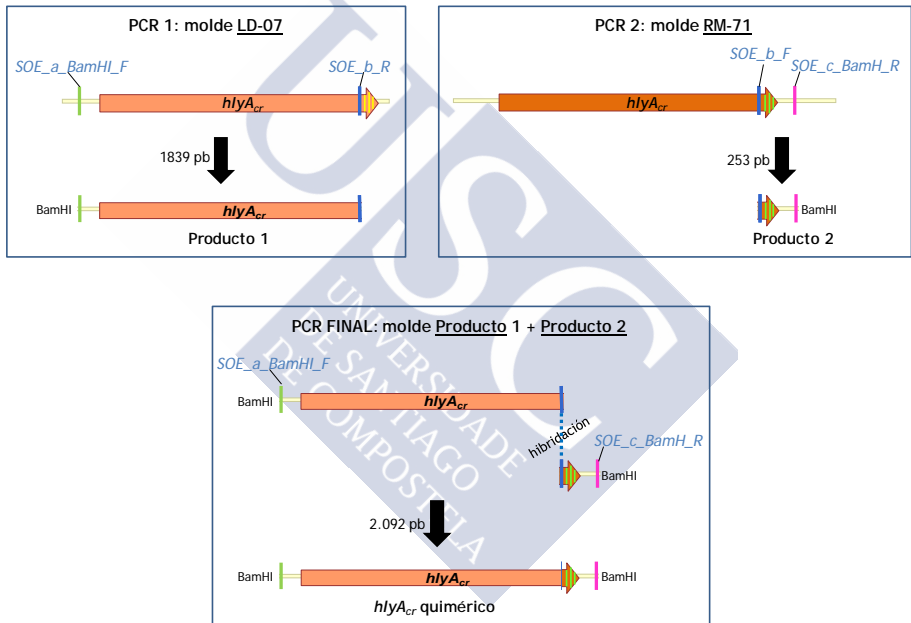 PCR 1: molde LD-07
SOE_a_BamHI_F
SOE_b_R
hlyAcr
1839 pb
BamHI
hlyAcr
Producto 1
PCR 2: molde RM-71
SOE_b_F
SOE_c_BamH_R
hlyAcr
253 pb
BamHI
Producto 2
PCR FINAL: molde Producto 1 + Producto 2
SOE_a_BamHI_F
BamHI
hlyAcr
hibridación
SOE_c_BamH_R
BamHI
2.092 pb
BamHI
hlyAcr
BamHI
hlyAcr quimérico
USC
UNIVERSIDADE
DE SANTIAGO
DE COMPOSTELA